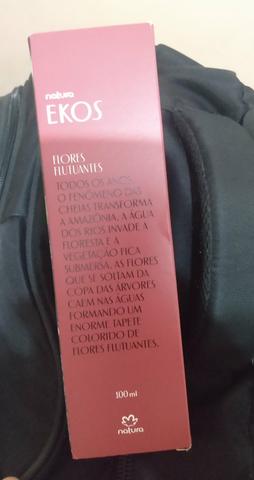 natura
EKOS
FLORES
FLUTUANTES
TODOS OS ANOS,
O FENÔMENO DAS
CHEIAS TRANSFORMA
A AMAZÔNIA. A ÁGUA
DOS RIOS INVADE A
FLORESTA E A
VEGETAÇÃO FICA
SUBMERSA. AS FLORES
QUE SE SOLTAM DA
COPA DAS ÁRVORES
CAEM NAS ÁGUAS
FORMANDO UM
ENORME TAPETE
COLORIDO DE
FLORES FLUTUANTES.
100 ml
natura